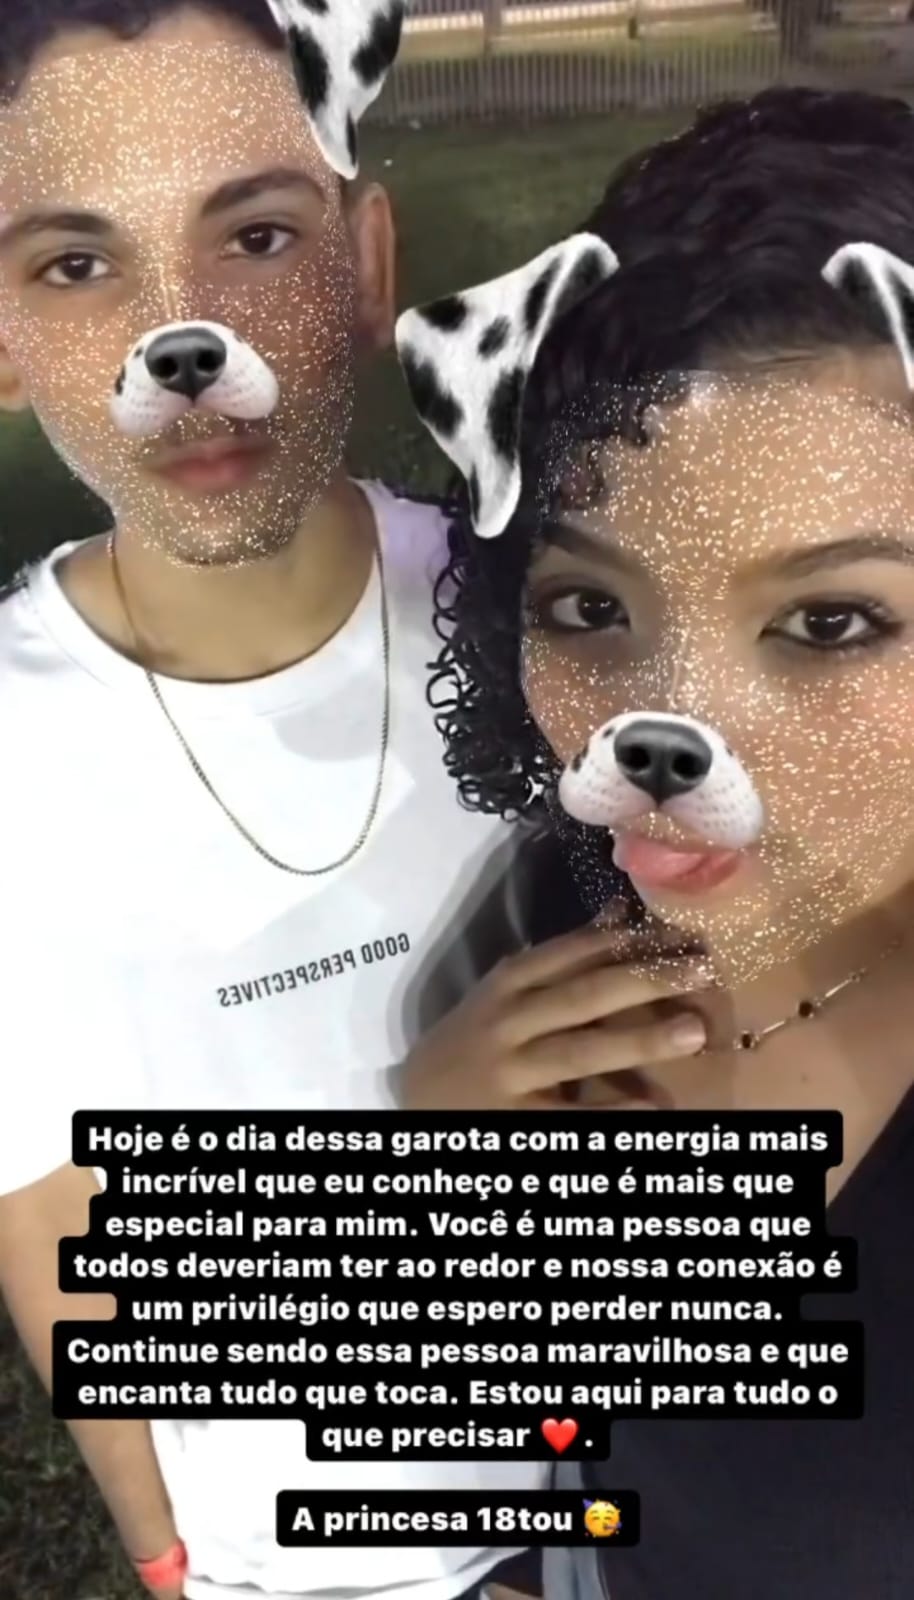 GOOD PERSPECTIVES
Hoje é o dia dessa garota com a energia mais
incrível que eu conheço e que é mais que
especial para mim. Você é uma pessoa que
todos deveriam ter ao redor e nossa conexão é
um privilégio que espero perder nunca.
Continue sendo essa pessoa maravilhosa e que
encanta tudo que toca. Estou aqui para tudo o
que precisar ❤️.
A princesa 18tou 🥳